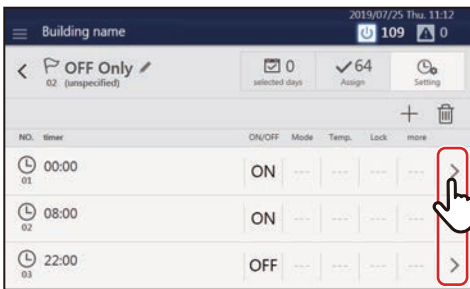 2019/07/25 Thu. 11:12
Building name 109 0
OFF Only 0 64
02 (unspecified) selected days Assign Setting
NO. timer ON/OFF Mode Temp. Lock more
00:00 ON --- --- --- ---
01
08:00 ON --- --- --- ---
02
22:00 OFF --- --- --- ---
03